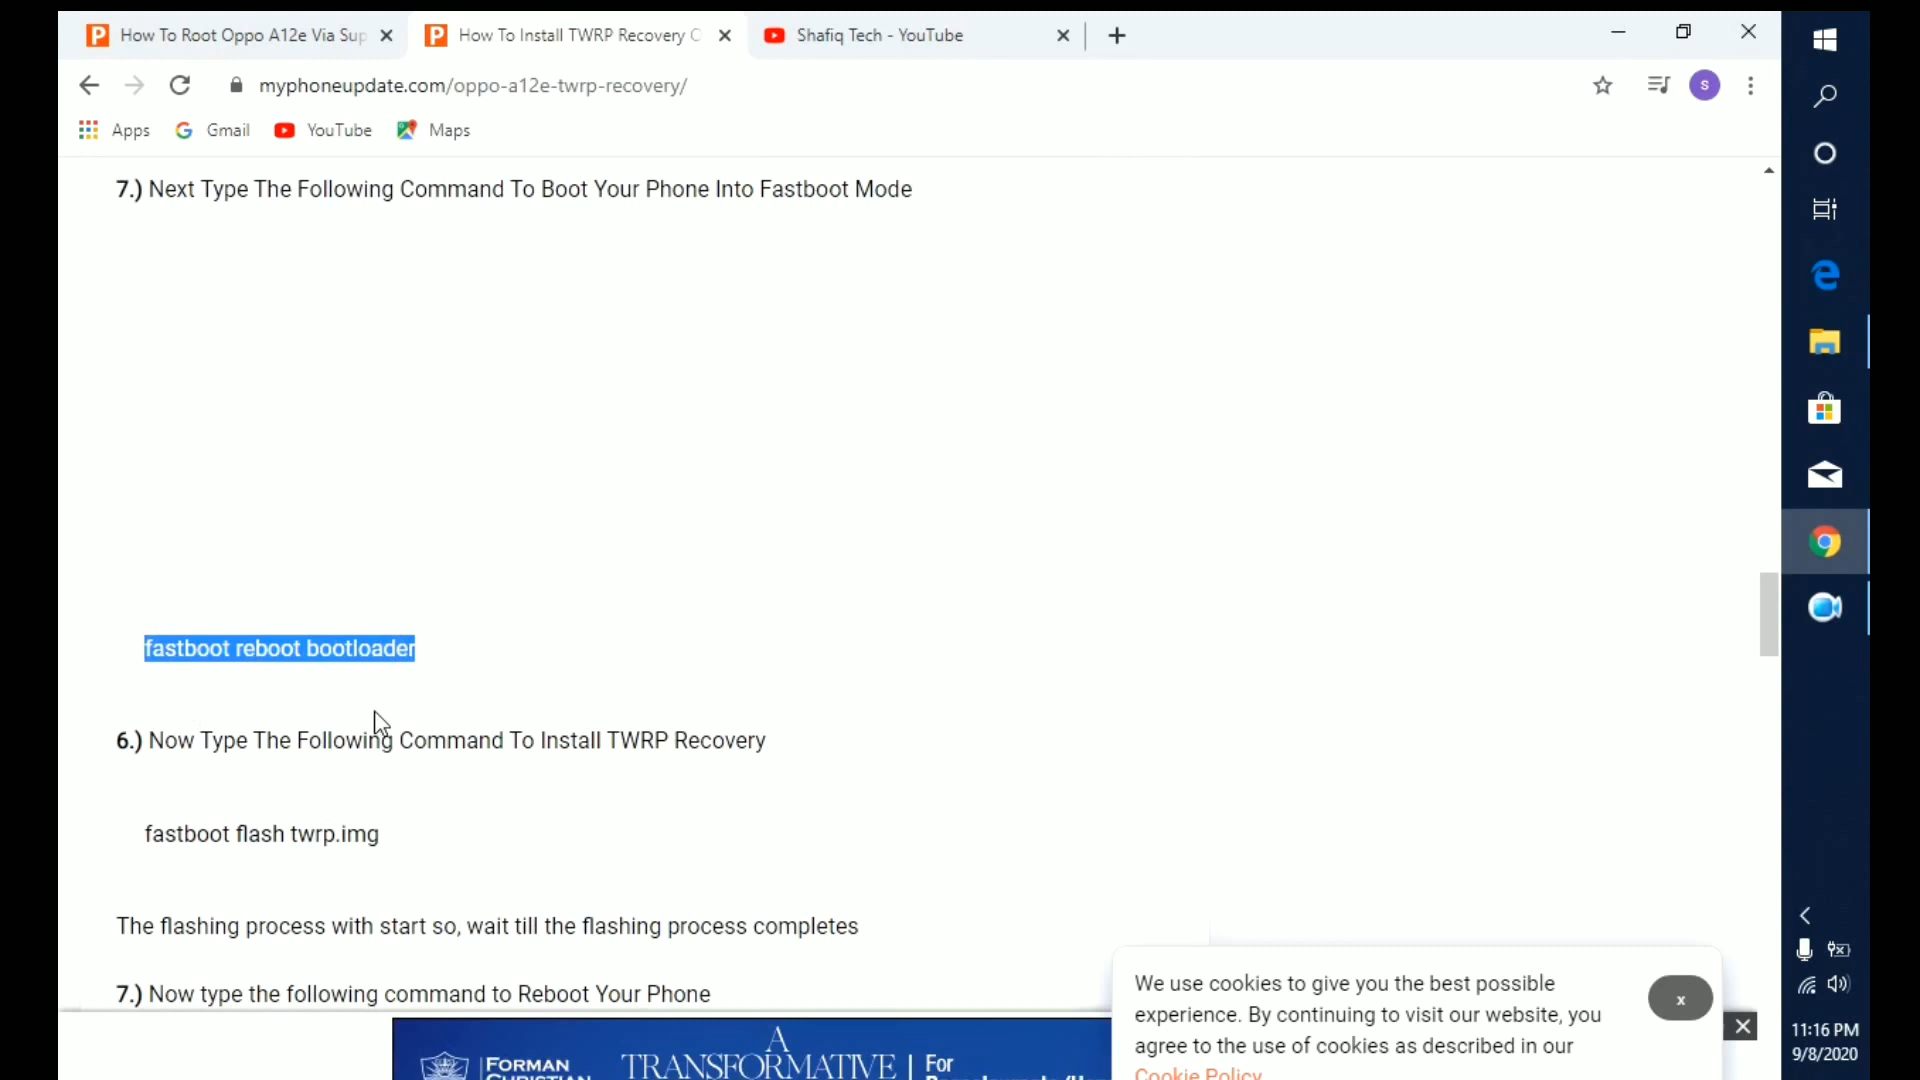 How To Root Oppo A12e Via Sup
How To Install TWRP Recovery O
Shafiq Tech - YouTube
myphoneupdate.com/oppo-a12e-twrp-recovery/
S
Apps
Gmail
YouTube
Maps
7.) Next Type The Following Command To Boot Your Phone Into Fastboot Mode
fastboot reboot bootloader
6.) Now Type The Following Command To Install TWRP Recovery
fastboot flash twrp.img
The flashing process with start so, wait till the flashing process completes
7.) Now type the following command to Reboot Your Phone
We use cookies to give you the best possible
experience. By continuing to visit our website, you
agree to the use of cookies as described in our
Cookie Policy
x
FORMAN
CHRISTIAN
A
TRANSFORMATIVE
For
11:16 PM
9/8/2020